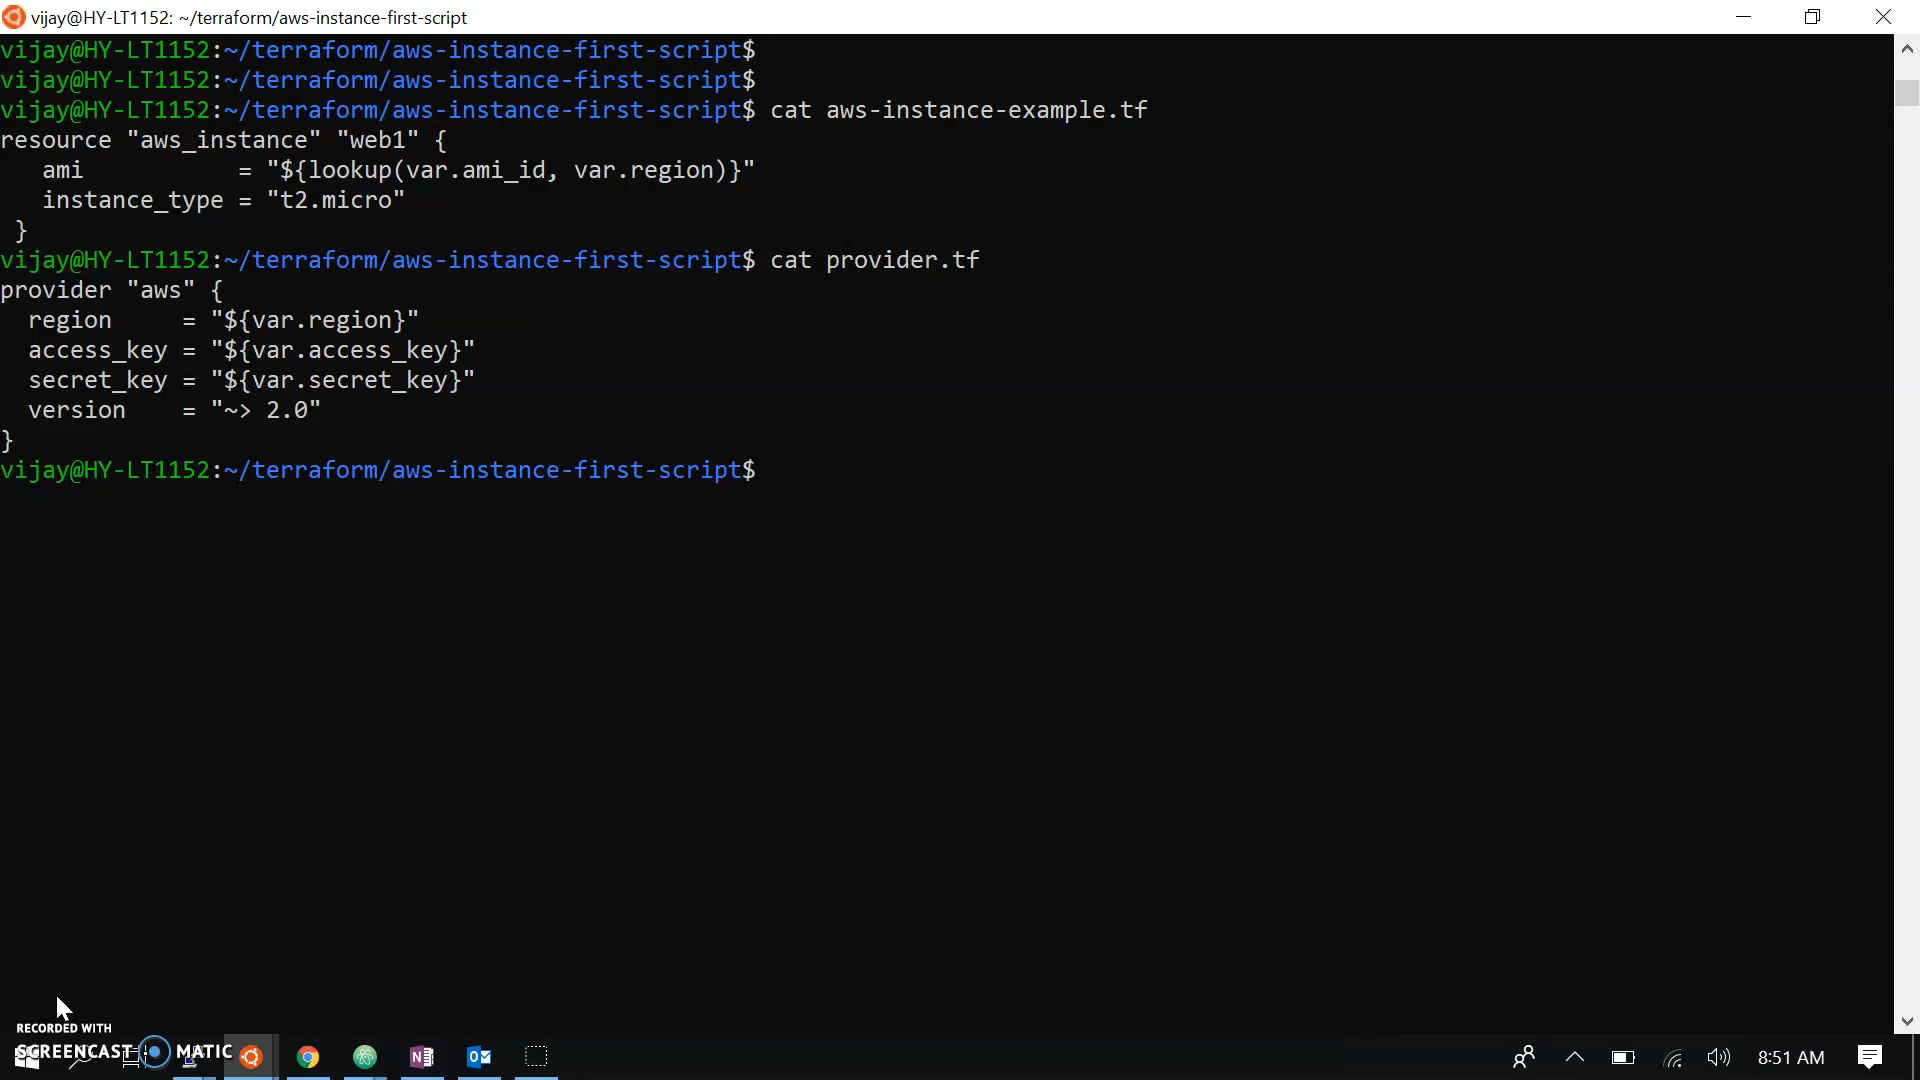 vijay@HY-LT1152: ~/terraform/aws-instance-first-script
vijay@HY-LT1152:~/terraform/aws-instance-first-script$
vijay@HY-LT1152:~/terraform/aws-instance-first-script$
vijay@HY-LT1152:~/terraform/aws-instance-first-script$ cat aws-instance-example.tf
resource "aws_instance" "web1" {
   ami           = "${lookup(var.ami_id, var.region)}"
   instance_type = "t2.micro"
 }
vijay@HY-LT1152:~/terraform/aws-instance-first-script$ cat provider.tf
provider "aws" {
  region     = "${var.region}"
  access_key = "${var.access_key}"
  secret_key = "${var.secret_key}"
  version    = "~> 2.0"
}
vijay@HY-LT1152:~/terraform/aws-instance-first-script$
RECORDED WITH
SCREENCAST MATIC
8:51 AM